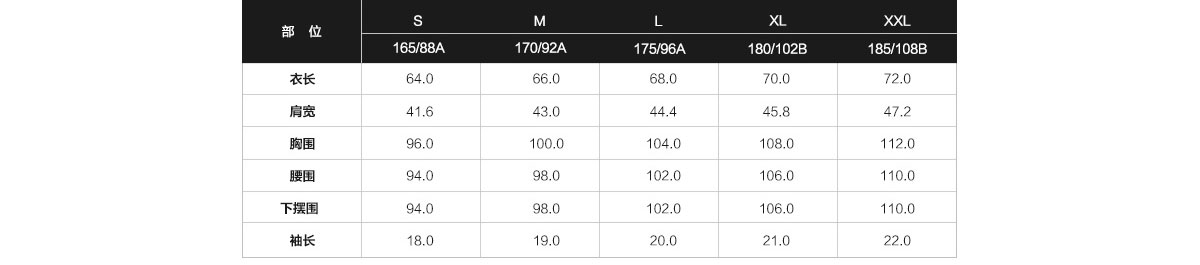 部 位 S M L XL XXL
165/88A 170/92A 175/96A 180/102B 185/108B
衣长 64.0 66.0 68.0 70.0 72.0
肩宽 41.6 43.0 44.4 45.8 47.2
胸围 96.0 100.0 104.0 108.0 112.0
腰围 94.0 98.0 102.0 106.0 110.0
下摆围 94.0 98.0 102.0 106.0 110.0
袖长 18.0 19.0 20.0 21.0 22.0